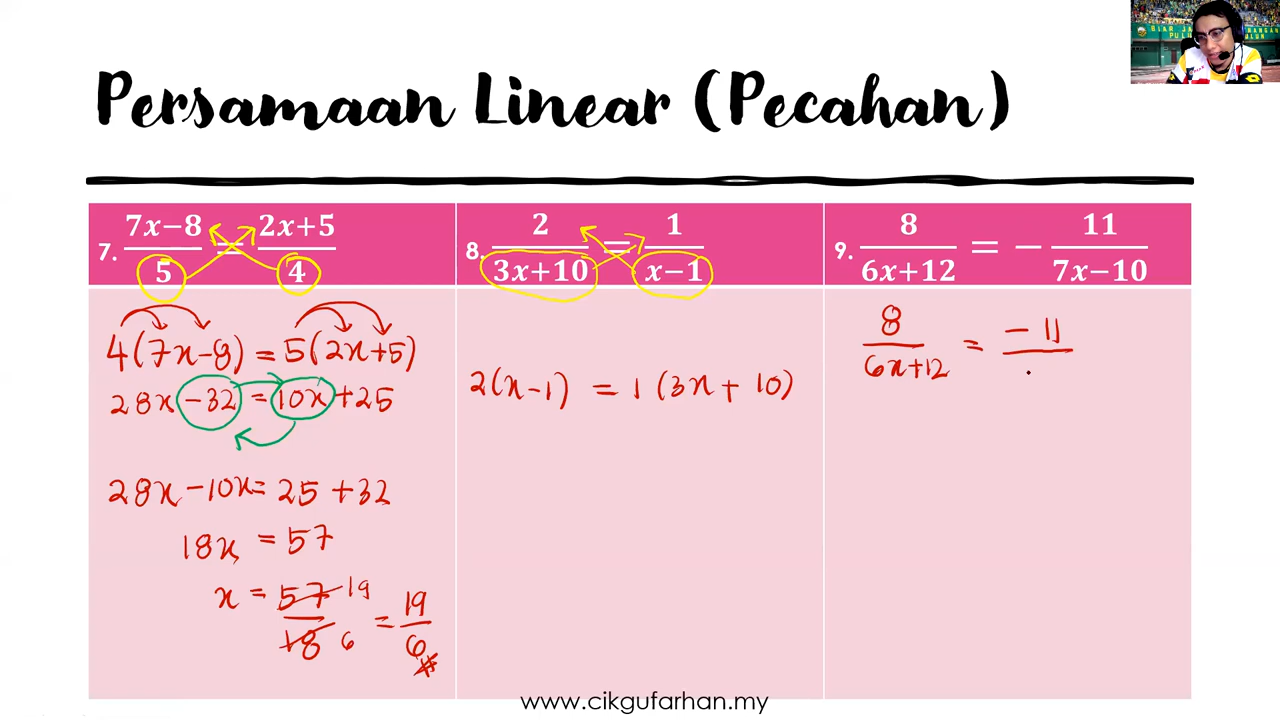 Persamaan Linear (Pecahan)
7. (7x−8)/5 = (2x+5)/4
8. 2/(3x+10) = 1/(x−1)
9. 8/(6x+12) = − 11/(7x−10)
4(7x−8) = 5(2x+5)
28x −32 = 10x +25
28x −10x = 25 +32
18x = 57
x = 57/18 19/6 = 19/6
2(x−1) = 1(3x+10)
8/(6x+12) = −11
www.cikgufarhan.my